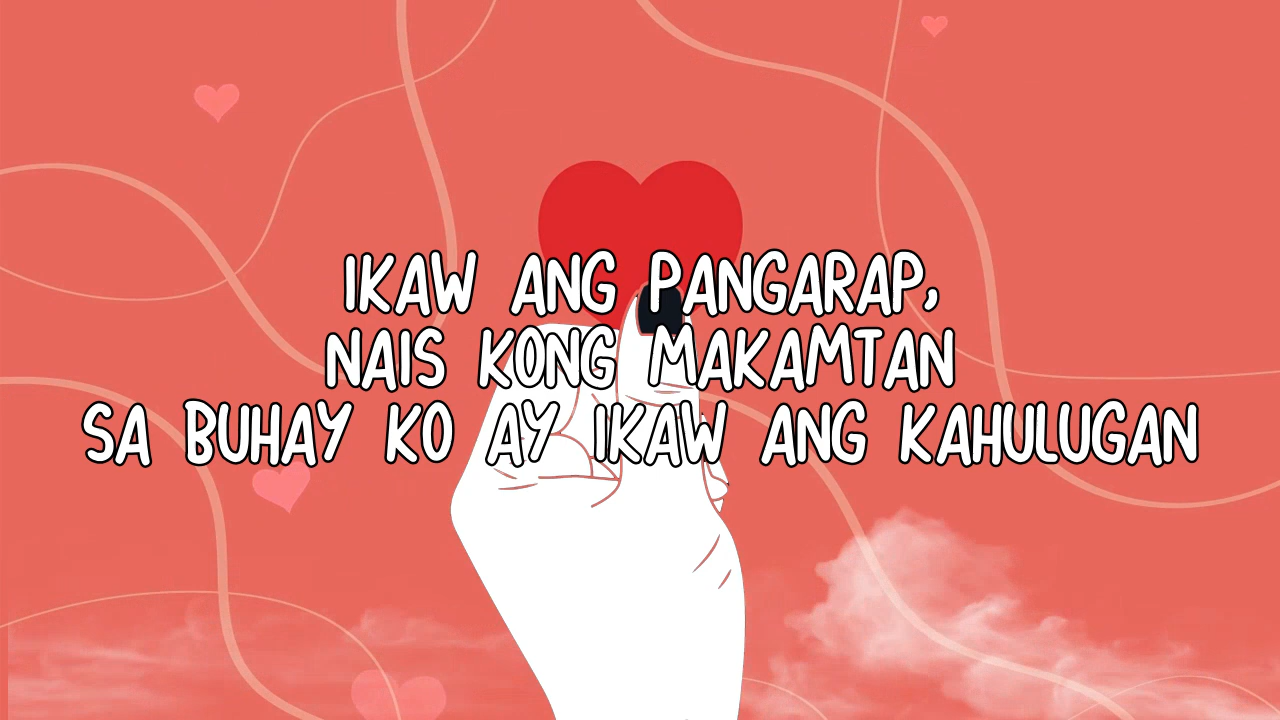 IKAW ANG PANGARAP,
NAIS KONG MAKAMTAN
SA BUHAY KO AY IKAW ANG KAHULUGAN